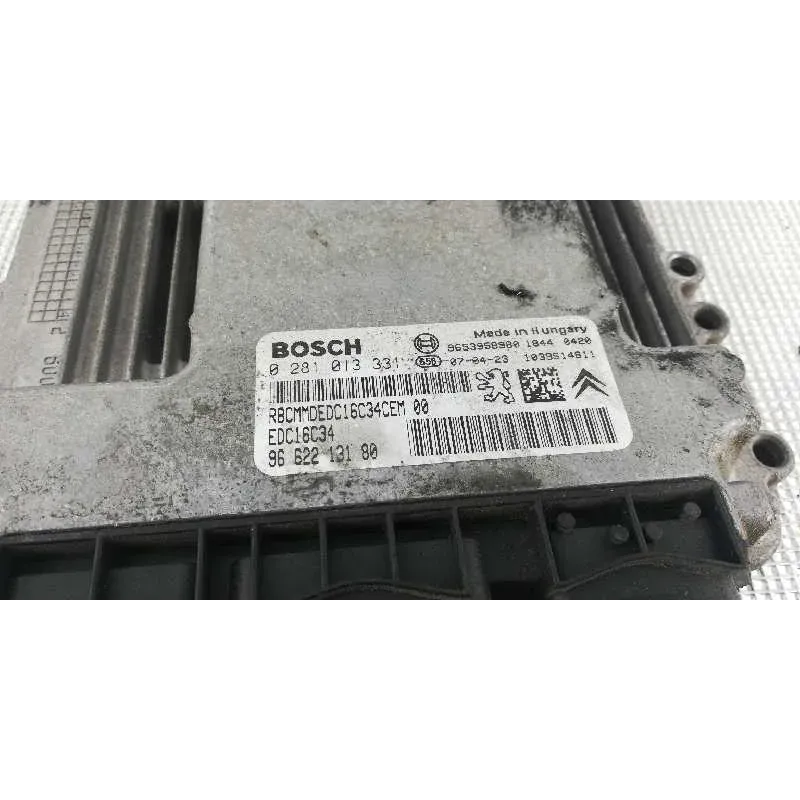 Made in Hungary
BOSCH 9653958980 1044 0420
0 281 013 331 650 07-04-23 1039S14811
RBCMMDEDC16C34CEM 00
EDC16C34
96 622 131 80